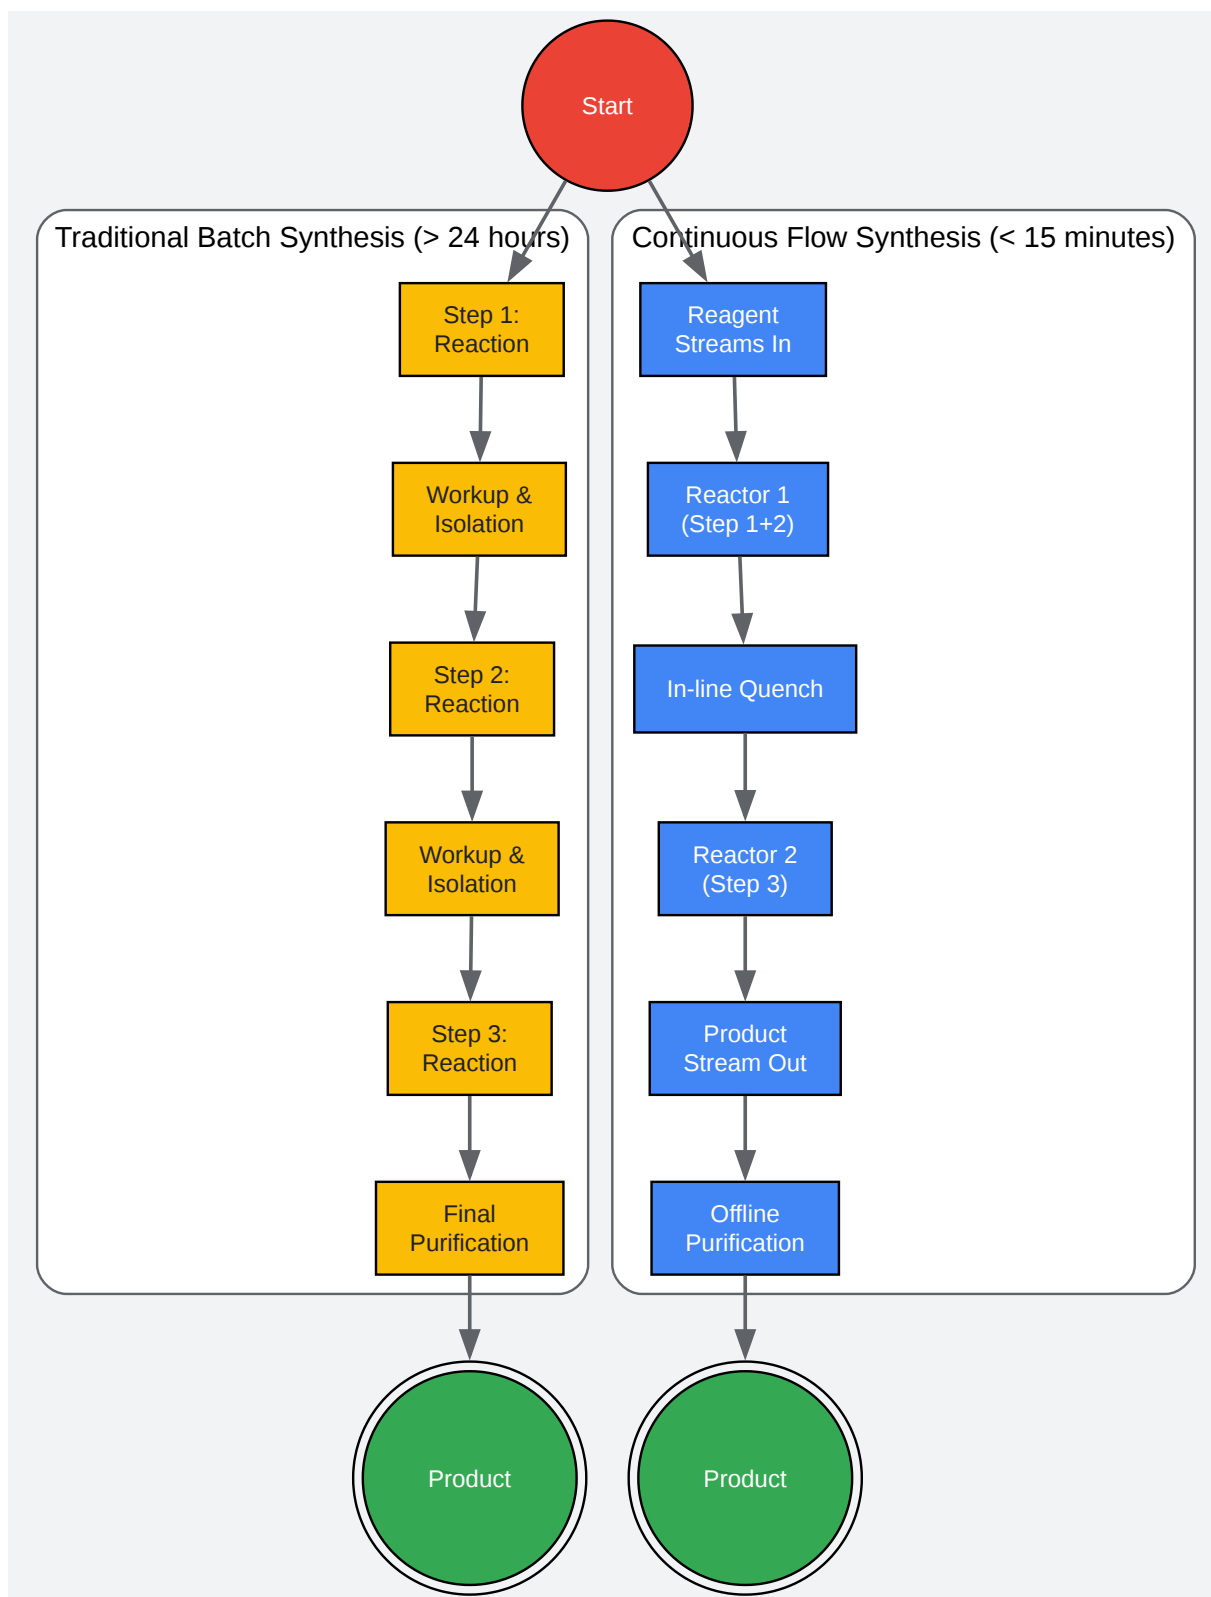 Start
Traditional Batch Synthesis (> 24 hours)
Step 1:
Reaction
Workup &
Isolation
Step 2:
Reaction
Workup &
Isolation
Step 3:
Reaction
Final
Purification
Product
Continuous Flow Synthesis (< 15 minutes)
Reagent
Streams In
Reactor 1
(Step 1+2)
In-line Quench
Reactor 2
(Step 3)
Product
Stream Out
Offline
Purification
Product